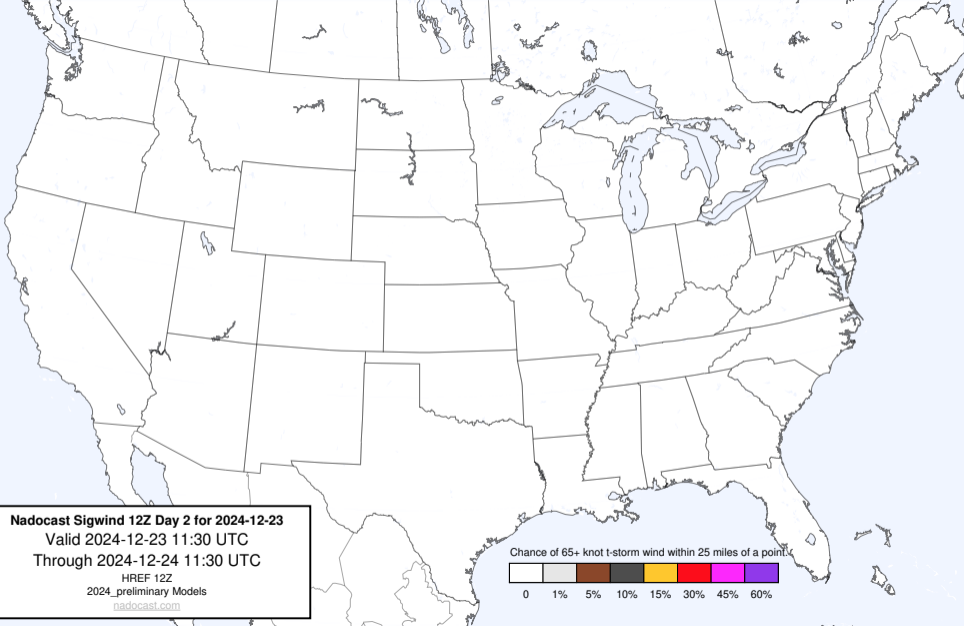 Nadocast Sigwind 12Z Day 2 for 2024-12-23
Valid 2024-12-23 11:30 UTC
Through 2024-12-24 11:30 UTC
HREF 12Z
2024_preliminary Models
nadocast.com
Chance of 65+ knot t-storm wind within 25 miles of a point.
0 1% 5% 10% 15% 30% 45% 60%